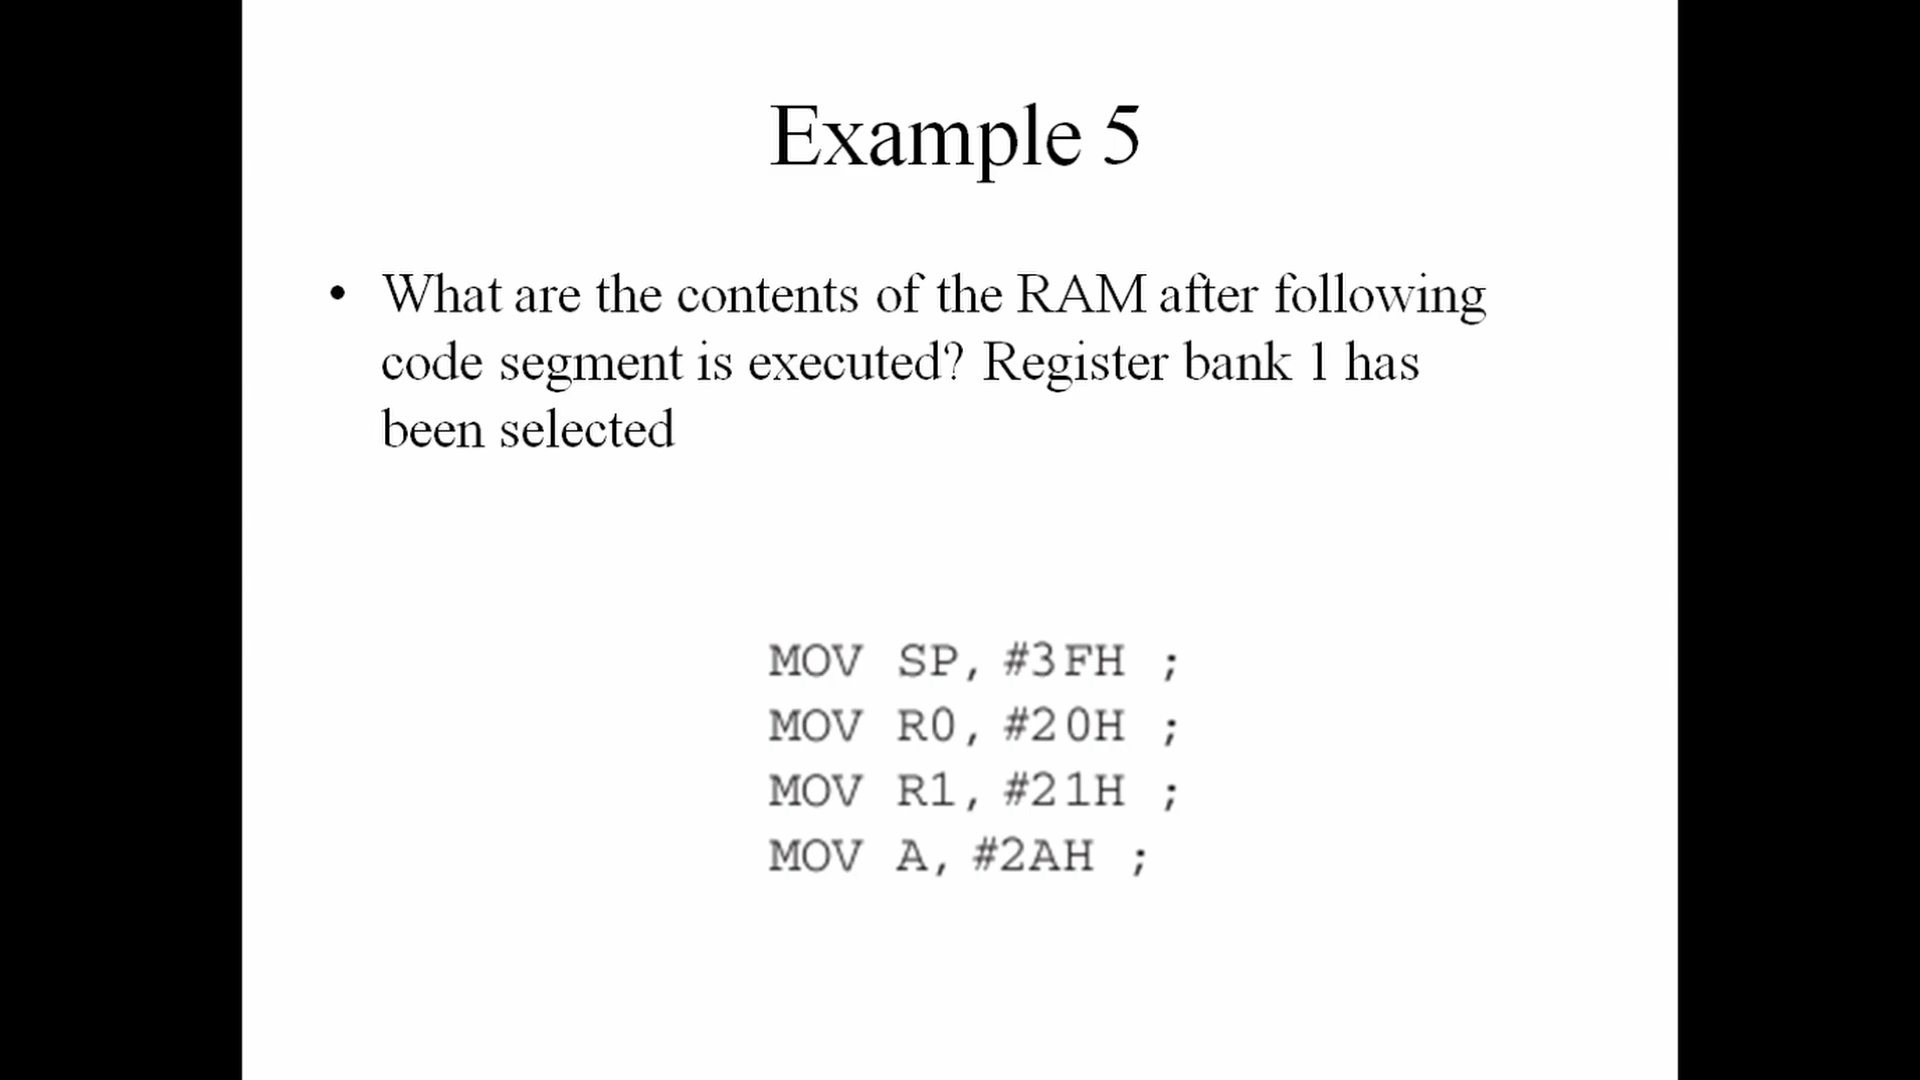 Example 5
• What are the contents of the RAM after following
code segment is executed? Register bank 1 has
been selected
MOV SP, #3FH ;
MOV R0, #20H ;
MOV R1, #21H ;
MOV A, #2AH ;